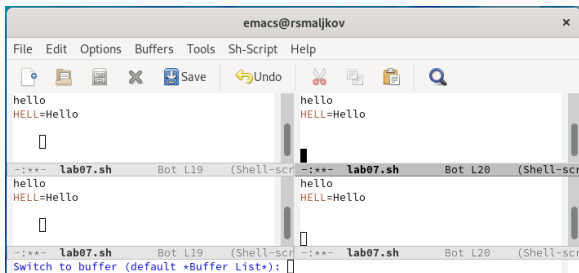 emacs@rsmaljkov ×
File Edit Options Buffers Tools Sh-Script Help
Save Undo
hello
HELL=Hello
-:**- lab07.sh Bot L19 (Shell-scr
hello
HELL=Hello
-:**- lab07.sh Bot L20 (Shell-scr
hello
HELL=Hello
-:**- lab07.sh Bot L19 (Shell-scr
hello
HELL=Hello
-:**- lab07.sh Bot L20 (Shell-scr
Switch to buffer (default *Buffer List*):